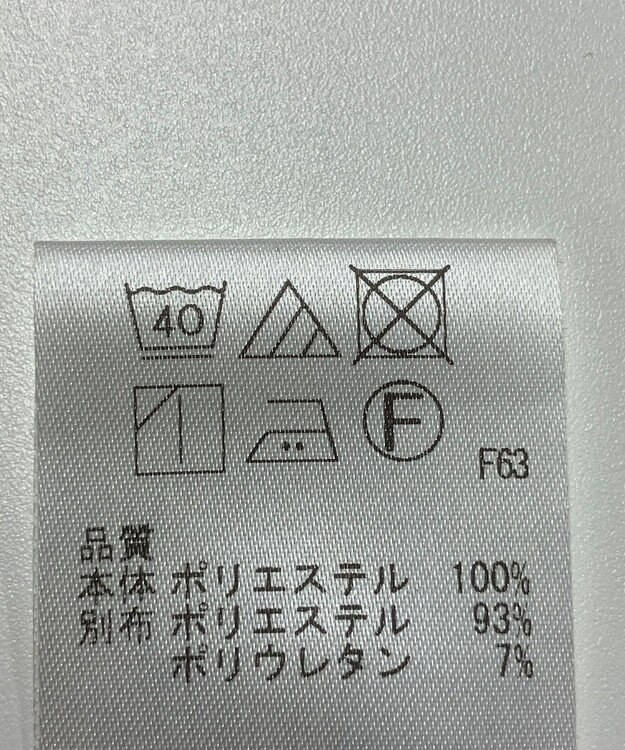 40
F
F63
品質
本体 ポリエステル 100%
別布 ポリエステル 93%
ポリウレタン 7%